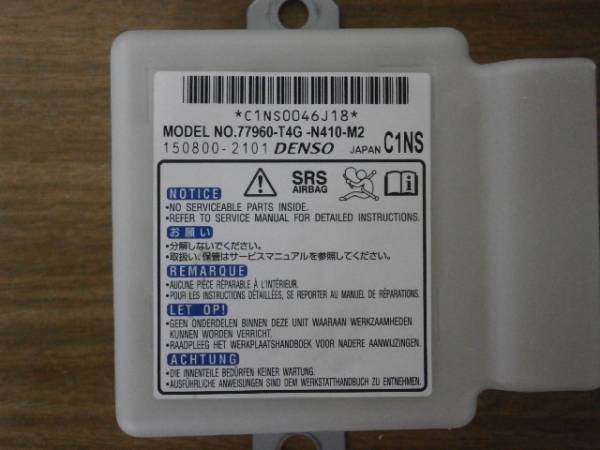 *C1NS0046J18*
MODEL NO.77960-T4G -N410-M2
150800-2101 DENSO JAPAN C1NS
SRS
AIRBAG
NOTICE
•NO SERVICEABLE PARTS INSIDE.
•REFER TO SERVICE MANUAL FOR DETAILED INSTRUCTIONS.
お願い
•分解しないでください。
•取扱い、保管はサービスマニュアルを参照してください。
REMARQUE
•AUCUNE PIÈCE RÉPARABLE À L'INTÉRIEUR.
•POUR LES INSTRUCTIONS DÉTAILLÉES, SE REPORTER AU MANUEL DE RÉPARATIONS.
LET OP!
•GEEN ONDERDELEN BINNEN DEZE UNIT WAARAAN WERKZAAMHEDEN
KUNNEN WORDEN VERRICHT.
•RAADPLEEG HET WERKPLAATSHANDBOEK VOOR NADERE AANWIJZINGEN.
ACHTUNG
•DIE INNENTEILE BEDÜRFEN KEINER WARTUNG.
•AUSFÜHRLICHE ANWEISUNGEN SIND DEM WERKSTATTHANDBUCH ZU ENTNEHMEN.